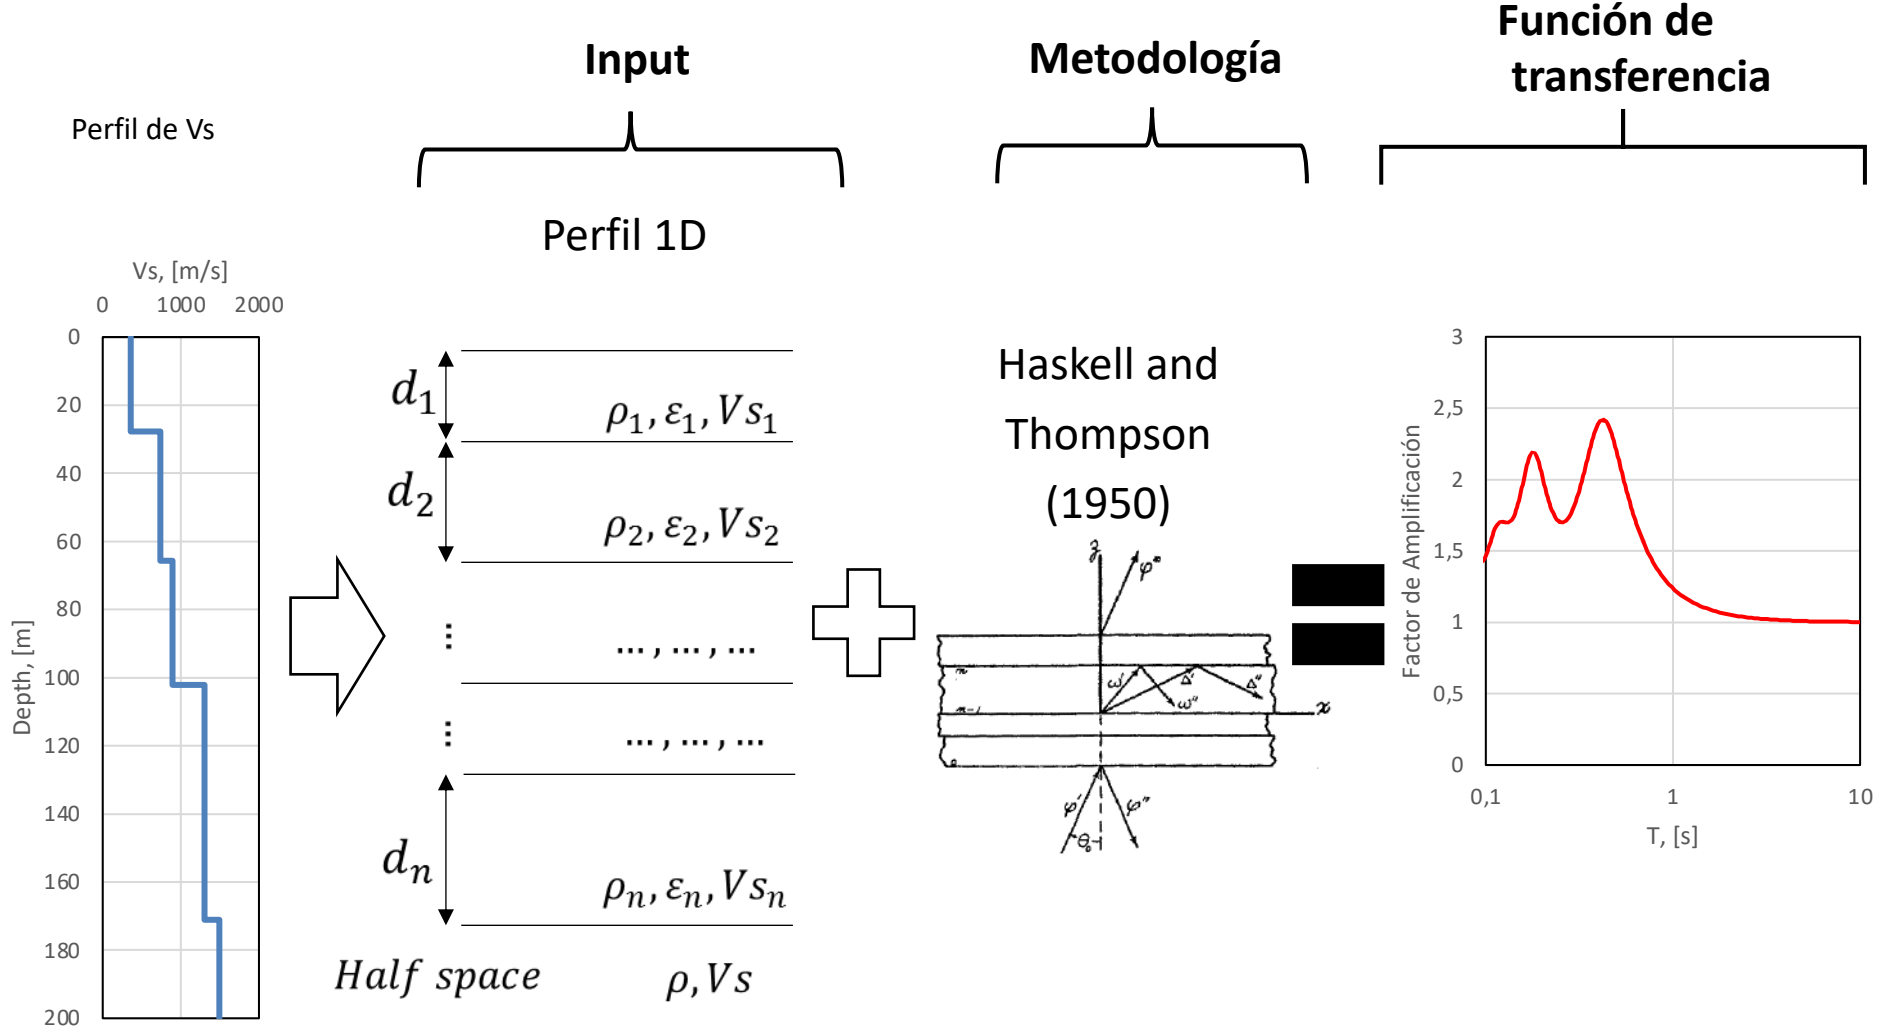 Input
Metodología
Función de
transferencia
Perfil de Vs
Perfil 1D
Vs, [m/s]
0 1000 2000
0
20
40
60
80
100
120
140
160
180
200
Depth, [m]
d₁
ρ₁, ε₁, Vs₁
d₂
ρ₂, ε₂, Vs₂
⋮
... , ... , ...
⋮
... , ... , ...
dₙ
ρₙ, εₙ, Vsₙ
Half space ρ, Vs
Haskell and
Thompson
(1950)
z
φ'''
n
ω' Δ' Δ''
ω''
n-1
x
φ' φ''
θ₀
3
2,5
2
1,5
1
0,5
0
Factor de Amplificación
0,1 1 10
T, [s]